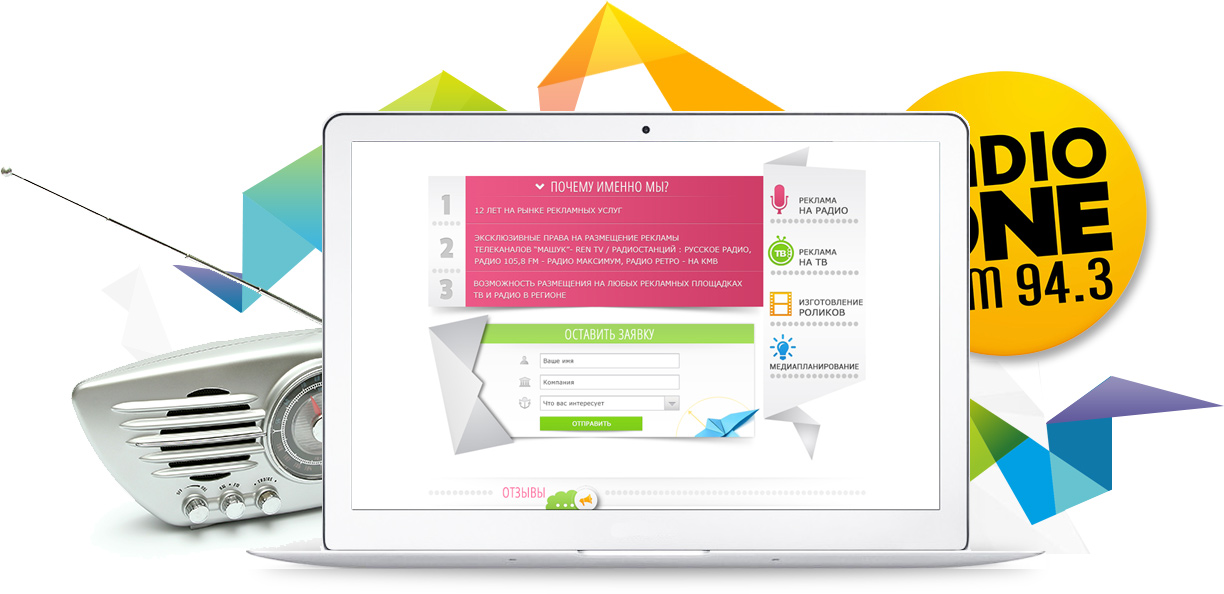 ПОЧЕМУ ИМЕННО МЫ?
1
12 ЛЕТ НА РЫНКЕ РЕКЛАМНЫХ УСЛУГ
2
ЭКСКЛЮЗИВНЫЕ ПРАВА НА РАЗМЕЩЕНИЕ РЕКЛАМЫ
ТЕЛЕКАНАЛОВ "МАШУК"- REN TV / РАДИОСТАНЦИЙ : РУССКОЕ РАДИО,
РАДИО 105,8 FM - РАДИО МАКСИМУМ, РАДИО РЕТРО - НА КМВ
3
ВОЗМОЖНОСТЬ РАЗМЕЩЕНИЯ НА ЛЮБЫХ РЕКЛАМНЫХ ПЛОЩАДКАХ
ТВ И РАДИО В РЕГИОНЕ
РЕКЛАМА
НА РАДИО
ТВ
РЕКЛАМА
НА ТВ
ИЗГОТОВЛЕНИЕ
РОЛИКОВ
МЕДИАПЛАНИРОВАНИЕ
ОСТАВИТЬ ЗАЯВКУ
Ваше имя
Компания
Что вас интересует
ОТПРАВИТЬ
ОТЗЫВЫ
ADIO
ONE
m 94.3